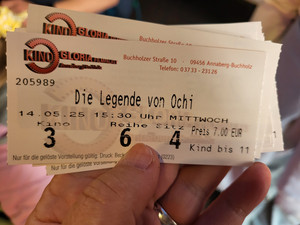 KINO GLORIA
Buchholzer Straße 50 · 09456 Annaberg-Buchholz
Telefon: 03733 - 23126
205989
Die Legende von Ochi
14.05.25 15:30 Uhr MITTWOCH
Kino Reihe Sitz Preis 7.00 EUR
3 6 4 Kind bis 11
Nur für die gelöste Vorstellung gültig